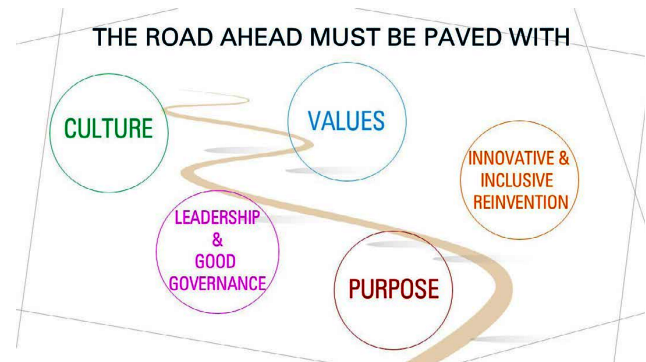 THE ROAD AHEAD MUST BE PAVED WITH
CULTURE
VALUES
INNOVATIVE &
INCLUSIVE
REINVENTION
LEADERSHIP
&
GOOD
GOVERNANCE
PURPOSE